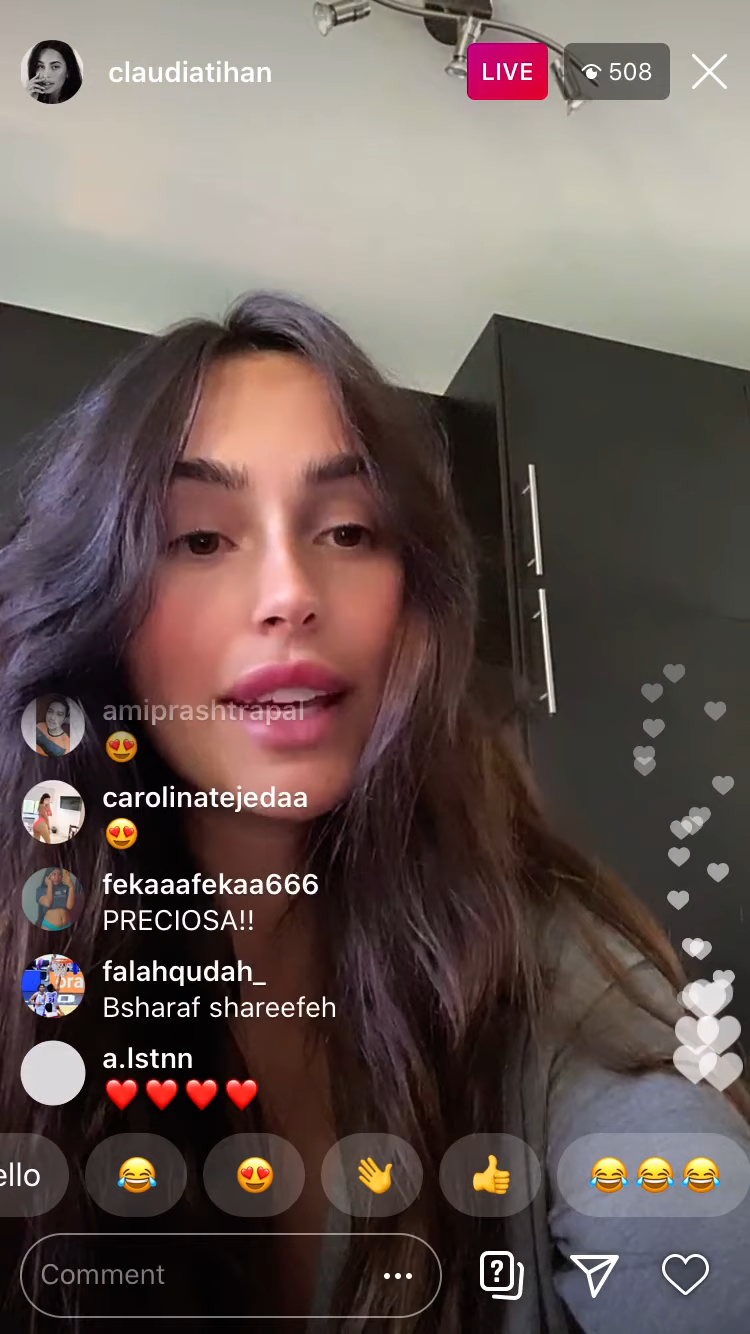 claudiatihan
LIVE
508
amiprashtrapal
😍
carolinatejedaa
😍
fekaaafekaa666
PRECIOSA!!
falahqudah_
Bsharaf shareefeh
a.lstnn
❤️❤️❤️❤️
ello
😂
😍
👋
👍
😂😂😂
Comment